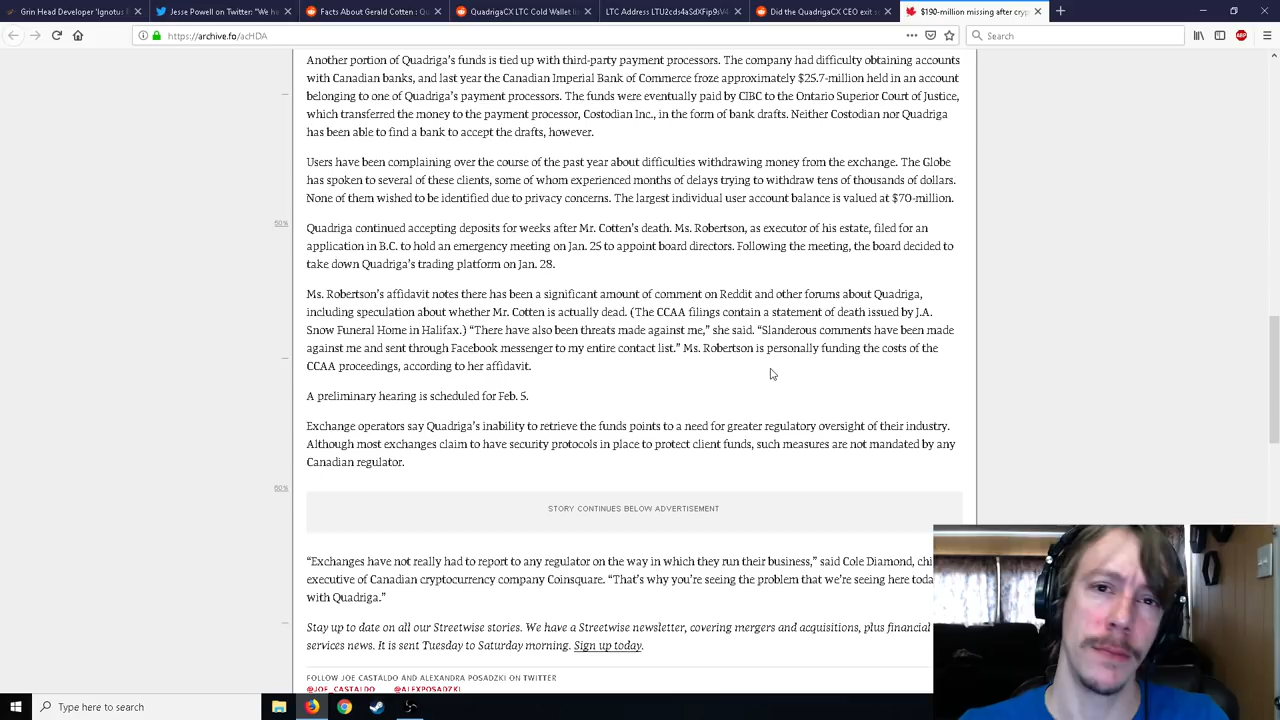 Grin Head Developer 'Ignotus
Jesse Powell on Twitter: "We ha
Facts About Gerald Cotten : Qu
QuadrigaCX LTC Cold Wallet
LTC Address LTU2cds4aSdXFip9sV4
Did the QuadrigaCX CEO exit s
$190-million missing after cryp
https://archive.fo/acHDA
Search
ABP
Another portion of Quadriga's funds is tied up with third-party payment processors. The company had difficulty obtaining accounts
with Canadian banks, and last year the Canadian Imperial Bank of Commerce froze approximately $25.7-million held in an account
belonging to one of Quadriga's payment processors. The funds were eventually paid by CIBC to the Ontario Superior Court of Justice,
which transferred the money to the payment processor, Costodian Inc., in the form of bank drafts. Neither Costodian nor Quadriga
has been able to find a bank to accept the drafts, however.
Users have been complaining over the course of the past year about difficulties withdrawing money from the exchange. The Globe
has spoken to several of these clients, some of whom experienced months of delays trying to withdraw tens of thousands of dollars.
None of them wished to be identified due to privacy concerns. The largest individual user account balance is valued at $70-million.
50%
Quadriga continued accepting deposits for weeks after Mr. Cotten's death. Ms. Robertson, as executor of his estate, filed for an
application in B.C. to hold an emergency meeting on Jan. 25 to appoint board directors. Following the meeting, the board decided to
take down Quadriga's trading platform on Jan. 28.
Ms. Robertson's affidavit notes there has been a significant amount of comment on Reddit and other forums about Quadriga,
including speculation about whether Mr. Cotten is actually dead. (The CCAA filings contain a statement of death issued by J.A.
Snow Funeral Home in Halifax.) “There have also been threats made against me,” she said. “Slanderous comments have been made
against me and sent through Facebook messenger to my entire contact list.” Ms. Robertson is personally funding the costs of the
CCAA proceedings, according to her affidavit.
A preliminary hearing is scheduled for Feb. 5.
Exchange operators say Quadriga's inability to retrieve the funds points to a need for greater regulatory oversight of their industry.
Although most exchanges claim to have security protocols in place to protect client funds, such measures are not mandated by any
Canadian regulator.
60%
STORY CONTINUES BELOW ADVERTISEMENT
“Exchanges have not really had to report to any regulator on the way in which they run their business,” said Cole Diamond, chi
executive of Canadian cryptocurrency company Coinsquare. “That's why you're seeing the problem that we're seeing here toda
with Quadriga.”
Stay up to date on all our Streetwise stories. We have a Streetwise newsletter, covering mergers and acquisitions, plus financial
services news. It is sent Tuesday to Saturday morning. Sign up today.
FOLLOW JOE CASTALDO AND ALEXANDRA POSADZKI ON TWITTER
@JOE_CASTALDO @ALEXPOSADZKI
Type here to search